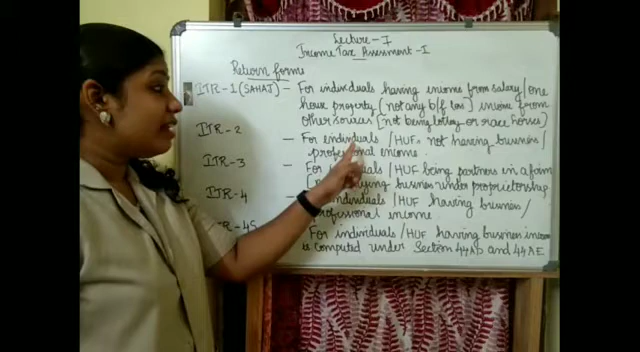 Lecture - I
Income Tax Assessment - I
Return forms
ITR-1 (SAHAJ) - For individuals having income from salary/one
house property (not any b/f loss) income from
other sources (not being lottery or race horses)
ITR-2 - For individuals /HUF not having business/
professional income.
ITR-3 - For /HUF being partners in a firm
business under proprietorship
ITR-4 - individuals /HUF having business/
professional income
ITR-4S For individuals /HUF having business income
is computed under Section 44AD and 44AE